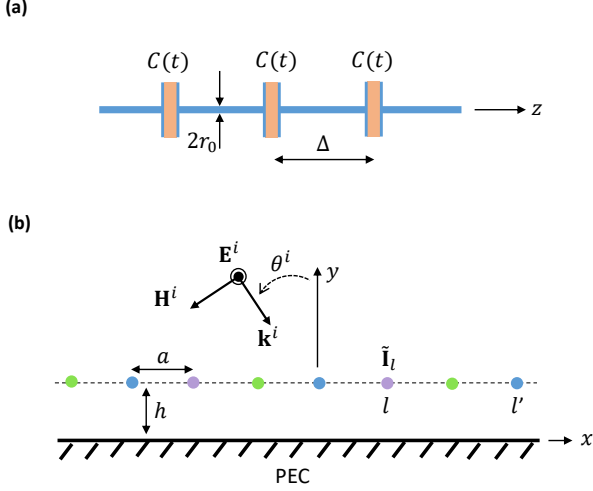 (a)
C(t) C(t) C(t)
z
2r₀
Δ
(b)
Eⁱ
θⁱ
y
Hⁱ
kⁱ
a
Ĩₗ
h
l
l'
x
PEC